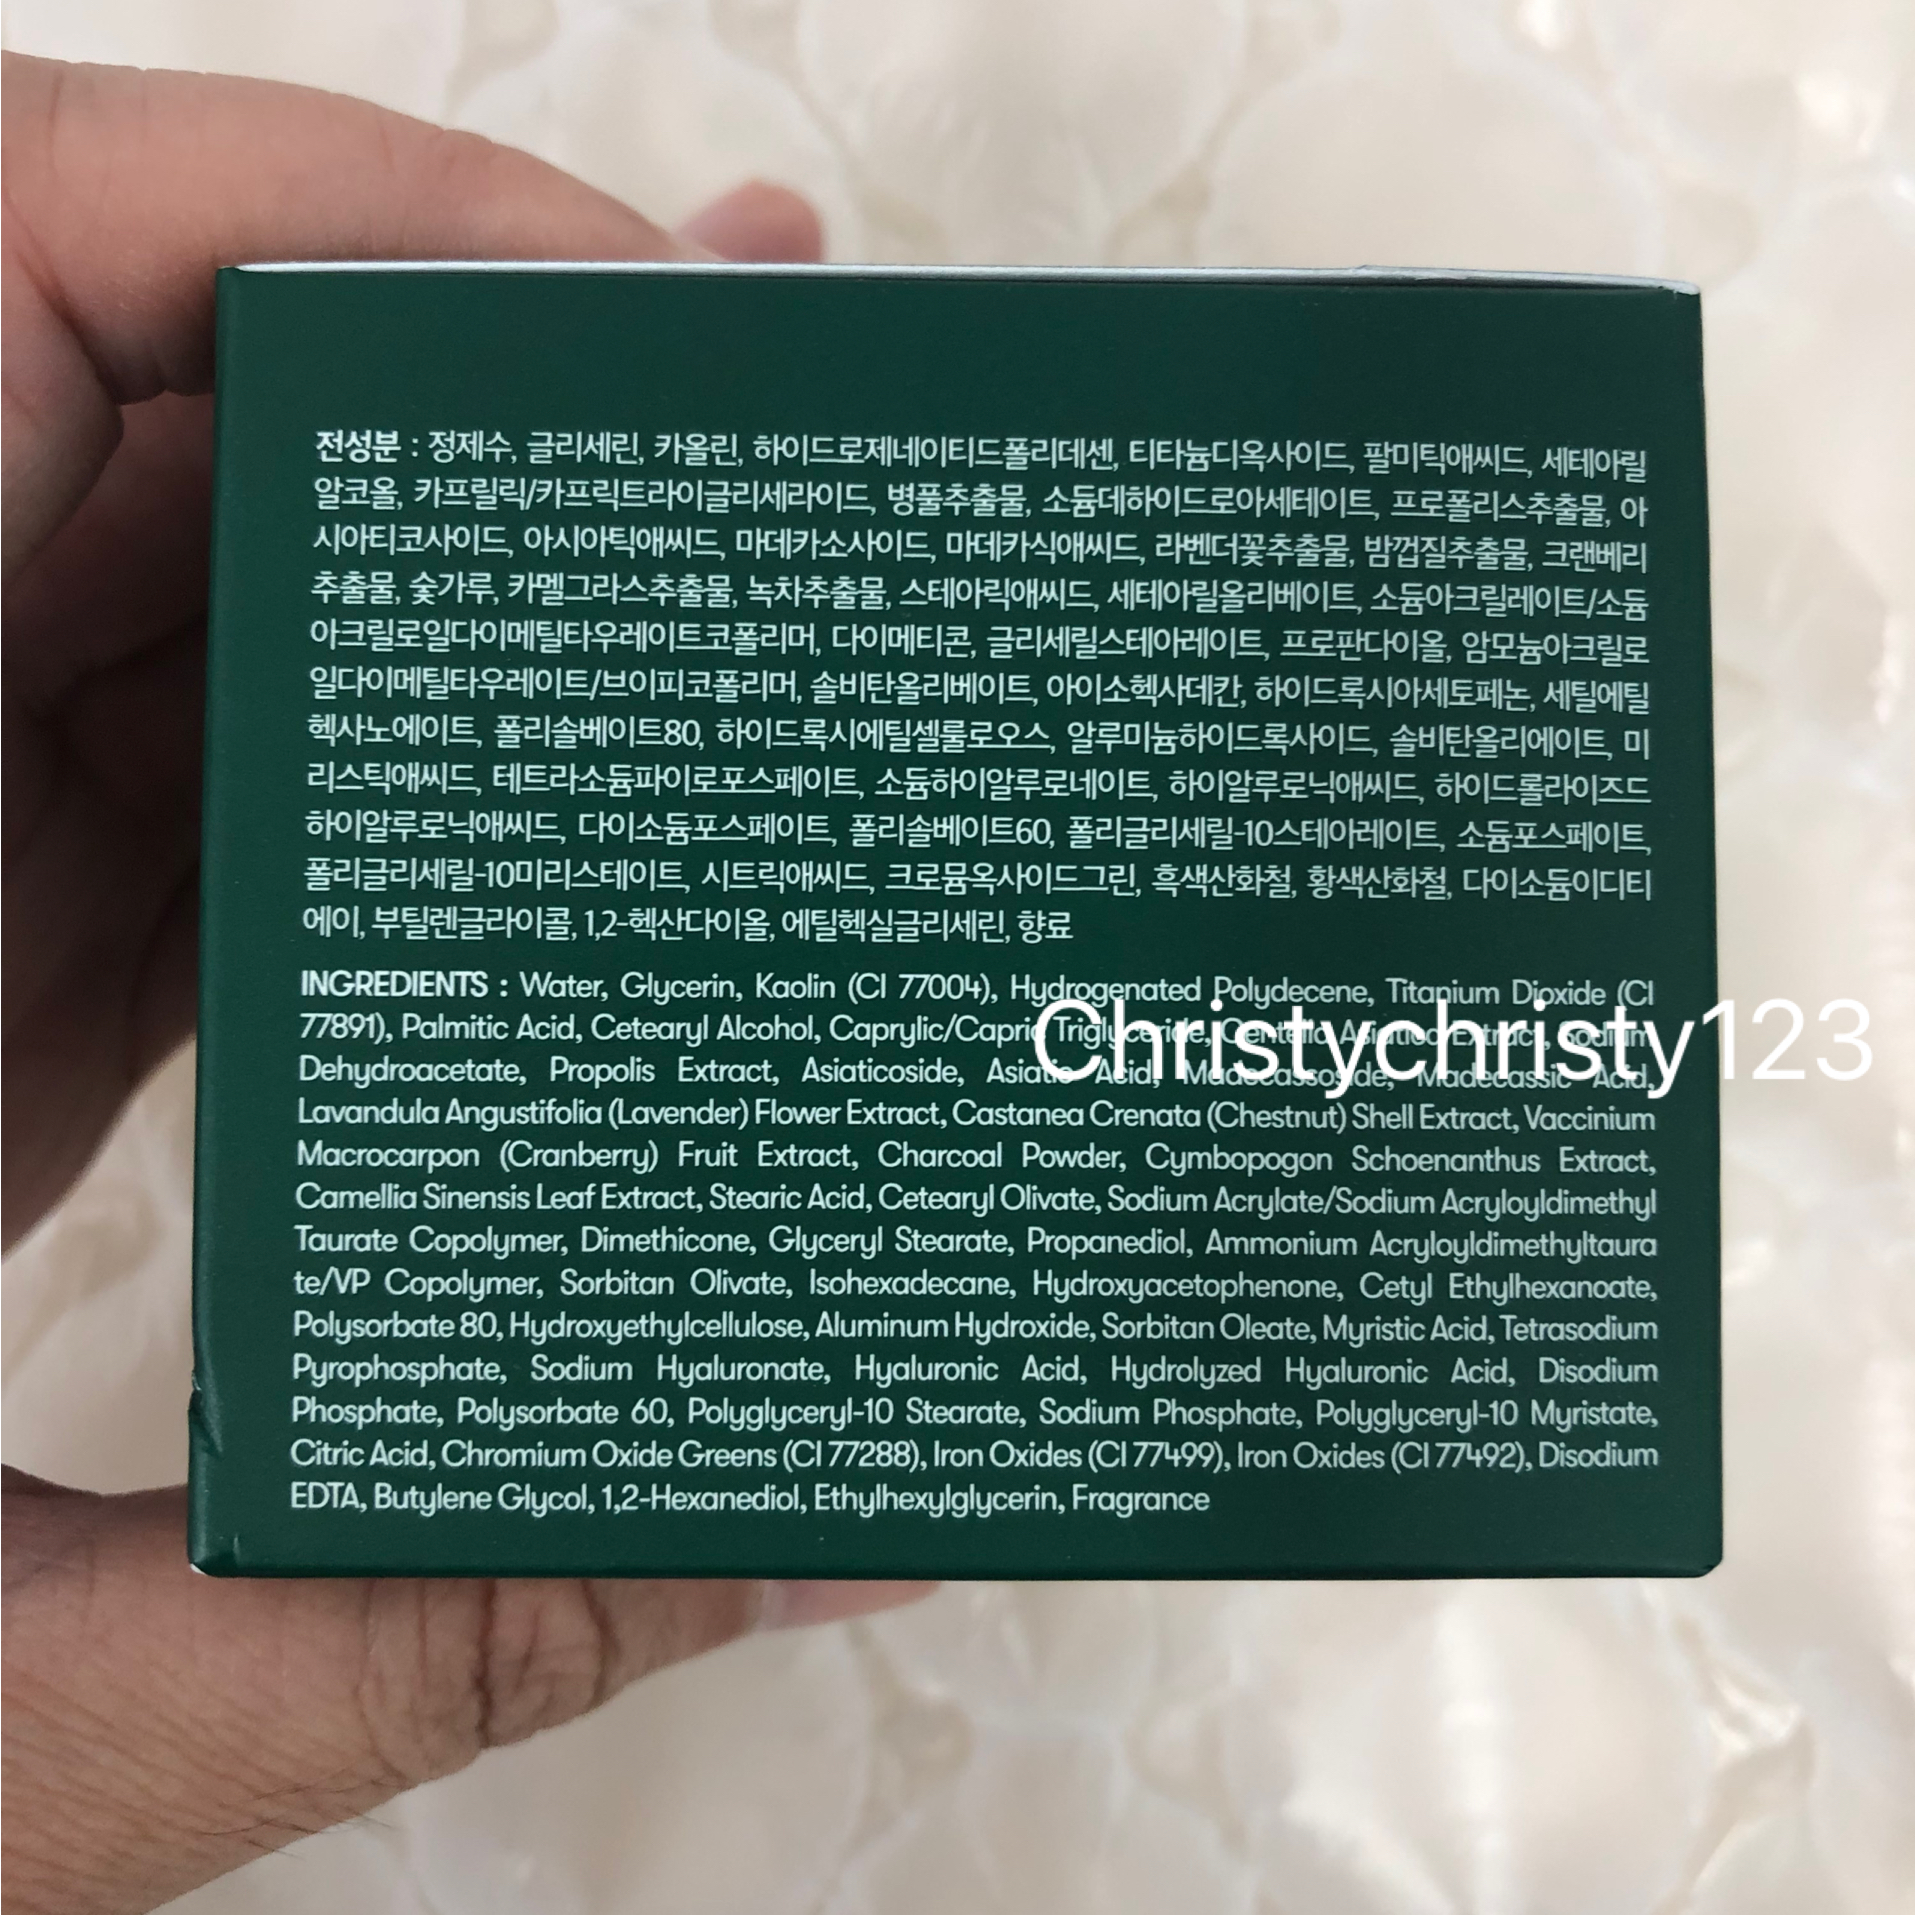 전성분 : 정제수, 글리세린, 카올린, 하이드로제네이티드폴리데센, 티타늄디옥사이드, 팔미틱애씨드, 세테아릴
알코올, 카프릴릭/카프릭트라이글리세라이드, 병풀추출물, 소듐데하이드로아세테이트, 프로폴리스추출물, 아
시아티코사이드, 아시아틱애씨드, 마데카소사이드, 마데카식애씨드, 라벤더꽃추출물, 밤껍질추출물, 크랜베리
추출물, 숯가루, 카멜그라스추출물, 녹차추출물, 스테아릭애씨드, 세테아릴올리베이트, 소듐아크릴레이트/소듐
아크릴로일다이메틸타우레이트코폴리머, 다이메티콘, 글리세릴스테아레이트, 프로판다이올, 암모늄아크릴로
일다이메틸타우레이트/브이피코폴리머, 솔비탄올리베이트, 아이소헥사데칸, 하이드록시아세토페논, 세틸에틸
헥사노에이트, 폴리솔베이트80, 하이드록시에틸셀룰로오스, 알루미늄하이드록사이드, 솔비탄올리에이트, 미
리스틱애씨드, 테트라소듐파이로포스페이트, 소듐하이알루로네이트, 하이알루로닉애씨드, 하이드롤라이즈드
하이알루로닉애씨드, 다이소듐포스페이트, 폴리솔베이트60, 폴리글리세릴-10스테아레이트, 소듐포스페이트,
폴리글리세릴-10미리스테이트, 시트릭애씨드, 크로뮴옥사이드그린, 흑색산화철, 황색산화철, 다이소듐이디티
에이, 부틸렌글라이콜, 1,2-헥산다이올, 에틸헥실글리세린, 향료
INGREDIENTS : Water, Glycerin, Kaolin (CI 77004), Hydrogenated Polydecene, Titanium Dioxide (CI
77891), Palmitic Acid, Cetearyl Alcohol, Caprylic/Capric Triglyceride, Centella Asiatica Extract, Sodium
Dehydroacetate, Propolis Extract, Asiaticoside, Asiatic Acid, Madecassoside, Madecassic Acid,
Christychristy123
Lavandula Angustifolia (Lavender) Flower Extract, Castanea Crenata (Chestnut) Shell Extract, Vaccinium
Macrocarpon (Cranberry) Fruit Extract, Charcoal Powder, Cymbopogon Schoenanthus Extract,
Camellia Sinensis Leaf Extract, Stearic Acid, Cetearyl Olivate, Sodium Acrylate/Sodium Acryloyldimethyl
Taurate Copolymer, Dimethicone, Glyceryl Stearate, Propanediol, Ammonium Acryloyldimethyltaura
te/VP Copolymer, Sorbitan Olivate, Isohexadecane, Hydroxyacetophenone, Cetyl Ethylhexanoate,
Polysorbate 80, Hydroxyethylcellulose, Aluminum Hydroxide, Sorbitan Oleate, Myristic Acid, Tetrasodium
Pyrophosphate, Sodium Hyaluronate, Hyaluronic Acid, Hydrolyzed Hyaluronic Acid, Disodium
Phosphate, Polysorbate 60, Polyglyceryl-10 Stearate, Sodium Phosphate, Polyglyceryl-10 Myristate,
Citric Acid, Chromium Oxide Greens (CI 77288), Iron Oxides (CI 77499), Iron Oxides (CI 77492), Disodium
EDTA, Butylene Glycol, 1,2-Hexanediol, Ethylhexylglycerin, Fragrance